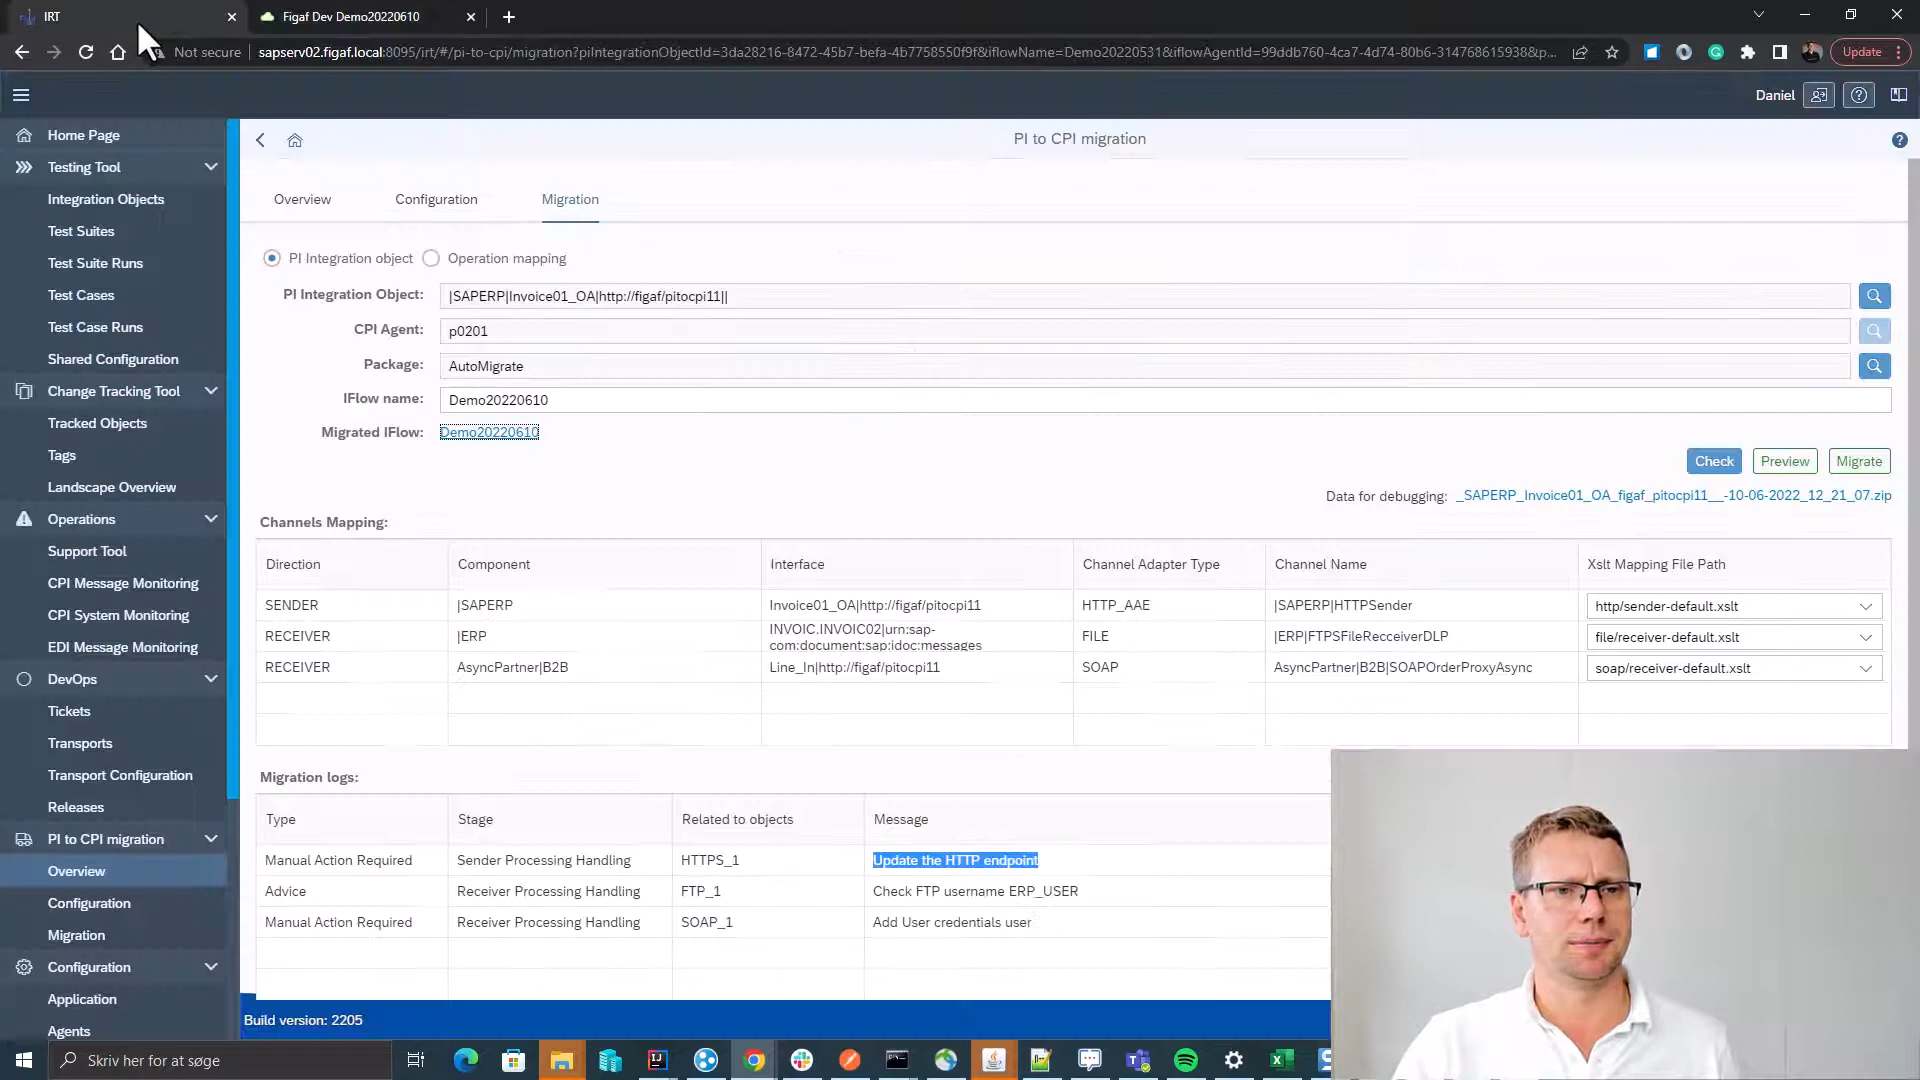 IRT
Figaf Dev Demo20220610
Not secure
sapserv02.figaf.local:8095/irt/#/pi-to-cpi/migration?piIntegrationObjectId=3da28216-8472-45b7-befa-4b7758550f9f&iflowName=Demo20220531&iflowAgentId=99ddb760-4ca7-4d74-80b6-314768615938&p...
Update
Daniel
Home Page
Testing Tool
Integration Objects
Test Suites
Test Suite Runs
Test Cases
Test Case Runs
Shared Configuration
Change Tracking Tool
Tracked Objects
Tags
Landscape Overview
Operations
Support Tool
CPI Message Monitoring
CPI System Monitoring
EDI Message Monitoring
DevOps
Tickets
Transports
Transport Configuration
Releases
PI to CPI migration
Overview
Configuration
Migration
Configuration
Application
Agents
PI to CPI migration
Overview Configuration Migration
PI Integration object Operation mapping
PI Integration Object: |SAPERP|Invoice01_OA|http://figaf/pitocpi11||
CPI Agent: p0201
Package: AutoMigrate
IFlow name: Demo20220610
Migrated IFlow: Demo20220610
Check Preview Migrate
Data for debugging: _SAPERP_Invoice01_OA_figaf_pitocpi11__-10-06-2022_12_21_07.zip
Channels Mapping:
Direction Component Interface Channel Adapter Type Channel Name Xslt Mapping File Path
SENDER |SAPERP Invoice01_OA|http://figaf/pitocpi11 HTTP_AAE |SAPERP|HTTPSender http/sender-default.xslt
RECEIVER |ERP INVOIC.INVOIC02|urn:sap-
com:document:sap:idoc:messages FILE |ERP|FTPSFileRecceiverDLP file/receiver-default.xslt
RECEIVER AsyncPartner|B2B Line_In|http://figaf/pitocpi11 SOAP AsyncPartner|B2B|SOAPOrderProxyAsync soap/receiver-default.xslt
Migration logs:
Type Stage Related to objects Message
Manual Action Required Sender Processing Handling HTTPS_1 Update the HTTP endpoint
Advice Receiver Processing Handling FTP_1 Check FTP username ERP_USER
Manual Action Required Receiver Processing Handling SOAP_1 Add User credentials user
Build version: 2205
Skriv her for at søge